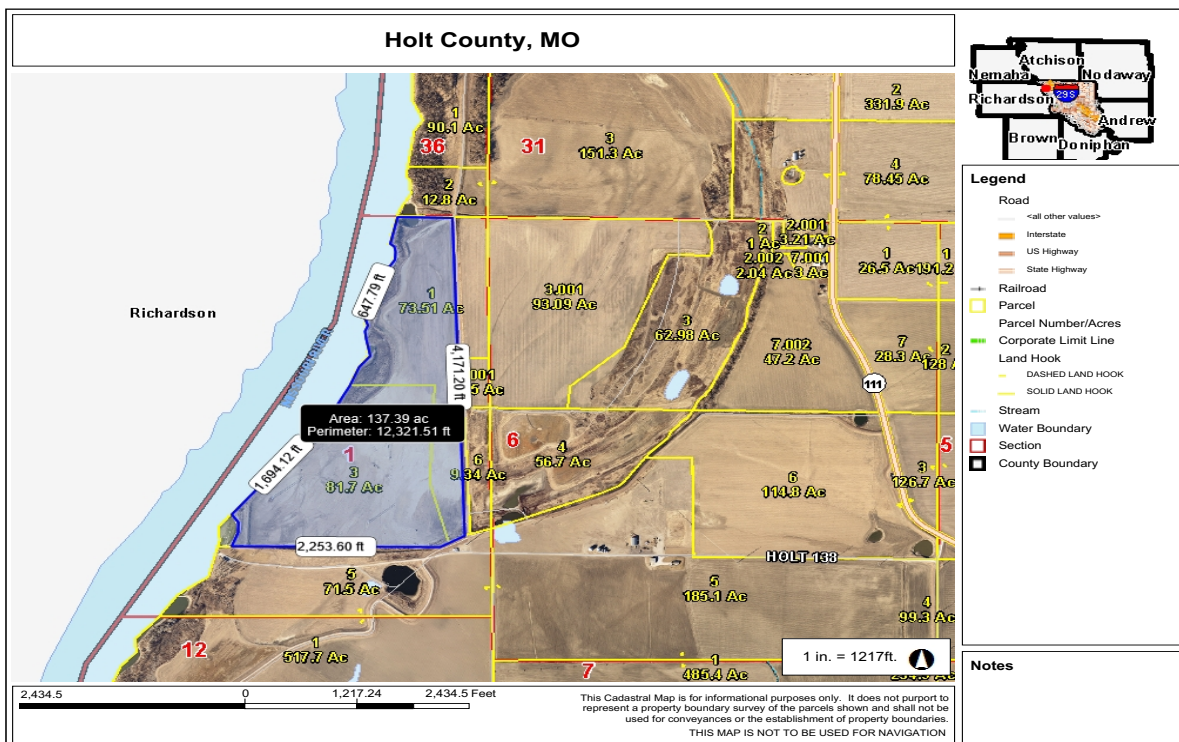 Holt County, MO
Atchison
Nemaha
Nodaway
Richardson
29S
Andrew
Brown
Doniphan
1
90.1 Ac
36
31
3
151.3 Ac
2
331.9 Ac
4
78.45 Ac
2
12.8 Ac
2
1 Ac
2.001
3.21 Ac
2.002
2.04 Ac
7.001
3 Ac
1
26.5 Ac
1
191.2
647.79 ft
1
73.51 Ac
3.001
93.09 Ac
3
62.98 Ac
7.002
47.2 Ac
7
28.3 Ac
2
128
Richardson
4,171.20 ft
111
Area: 137.39 ac
Perimeter: 12,321.51 ft
1,694.12 ft
1
3
81.7 Ac
6
9.34 Ac
6
4
56.7 Ac
6
114.8 Ac
3
126.7 Ac
5
2,253.60 ft
HOLT 138
5
71.5 Ac
5
185.1 Ac
4
99.3 Ac
12
1
517.7 Ac
7
1
485.4 Ac
1 in. = 1217ft.
Legend
Road
<all other values>
Interstate
US Highway
State Highway
Railroad
Parcel
Parcel Number/Acres
Corporate Limit Line
Land Hook
DASHED LAND HOOK
SOLID LAND HOOK
Stream
Water Boundary
Section
County Boundary
Notes
2,434.5
0
1,217.24
2,434.5 Feet
This Cadastral Map is for informational purposes only. It does not purport to
represent a property boundary survey of the parcels shown and shall not be
used for conveyances or the establishment of property boundaries.
THIS MAP IS NOT TO BE USED FOR NAVIGATION